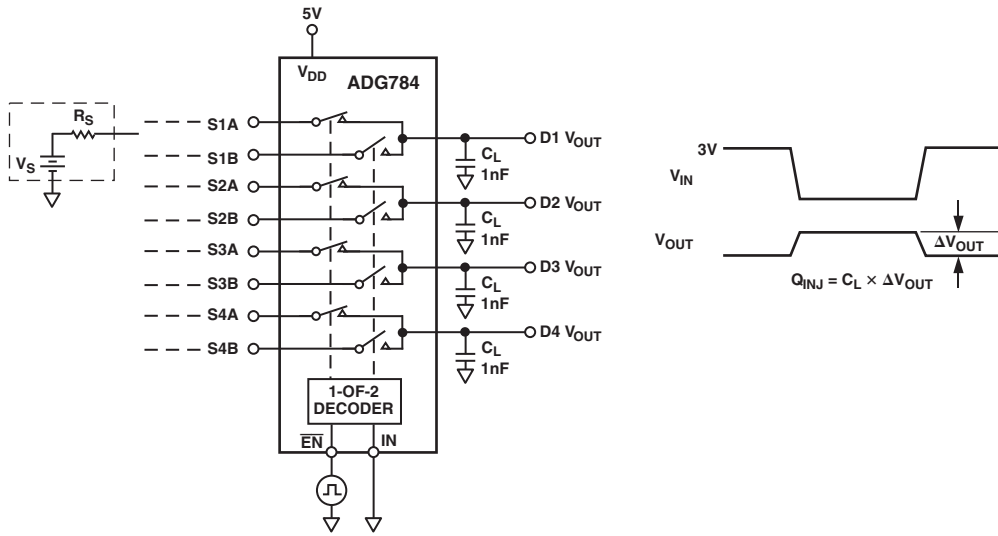 5V
VDD
ADG784
RS
VS
S1A
S1B
S2A
S2B
S3A
S3B
S4A
S4B
D1 VOUT
CL
1nF
D2 VOUT
CL
1nF
D3 VOUT
CL
1nF
D4 VOUT
CL
1nF
1-OF-2
DECODER
EN
IN
3V
VIN
VOUT
ΔVOUT
QINJ = CL × ΔVOUT